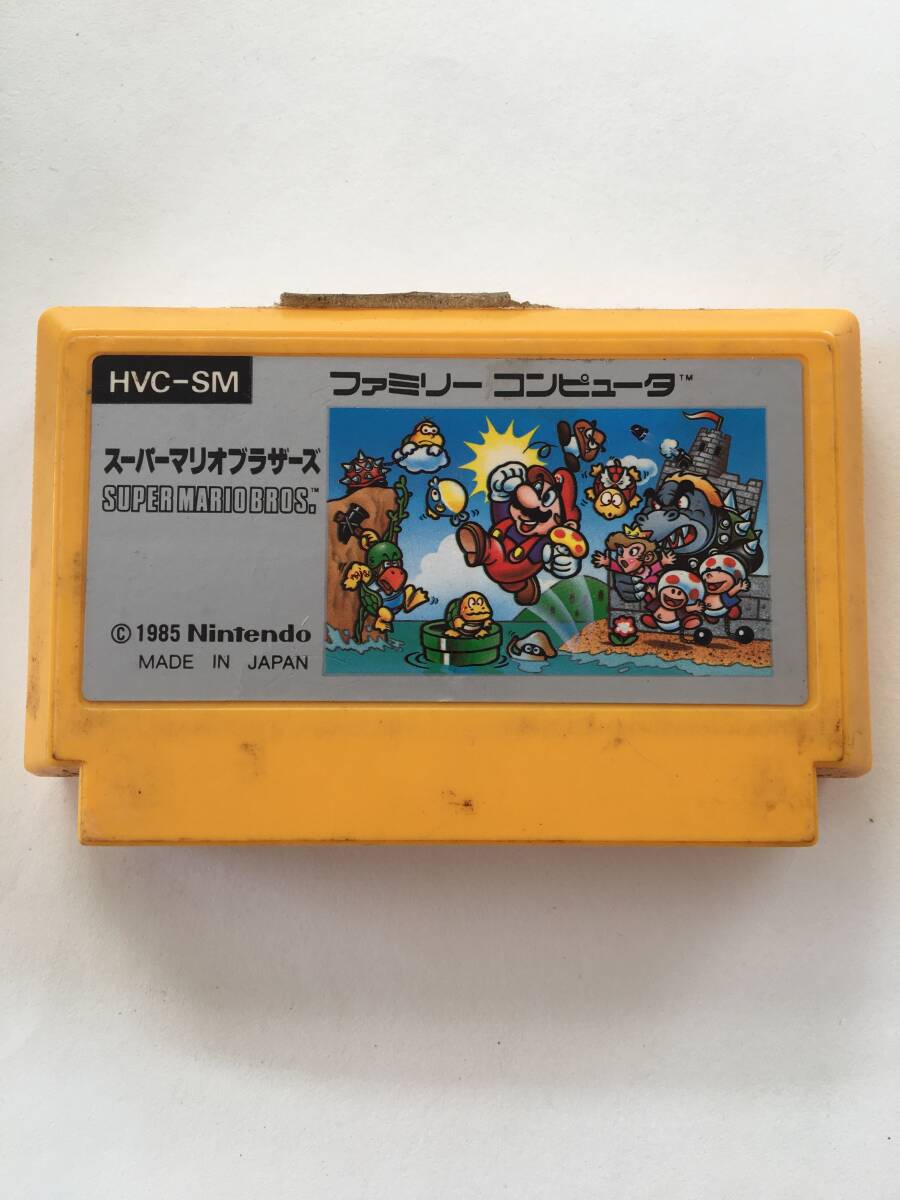 HVC-SM
ファミリー コンピュータ™
スーパーマリオブラザーズ
SUPER MARIO BROS.™
© 1985 Nintendo
MADE IN JAPAN